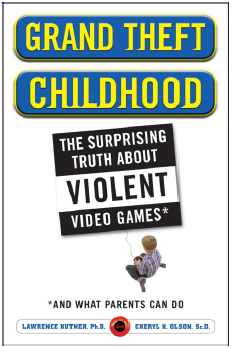 GRAND THEFT
CHILDHOOD
THE SURPRISING
TRUTH ABOUT
VIOLENT
VIDEO GAMES*
*AND WHAT PARENTS CAN DO
LAWRENCE KUTNER, Ph.D.
CHERYL K. OLSON, Sc.D.